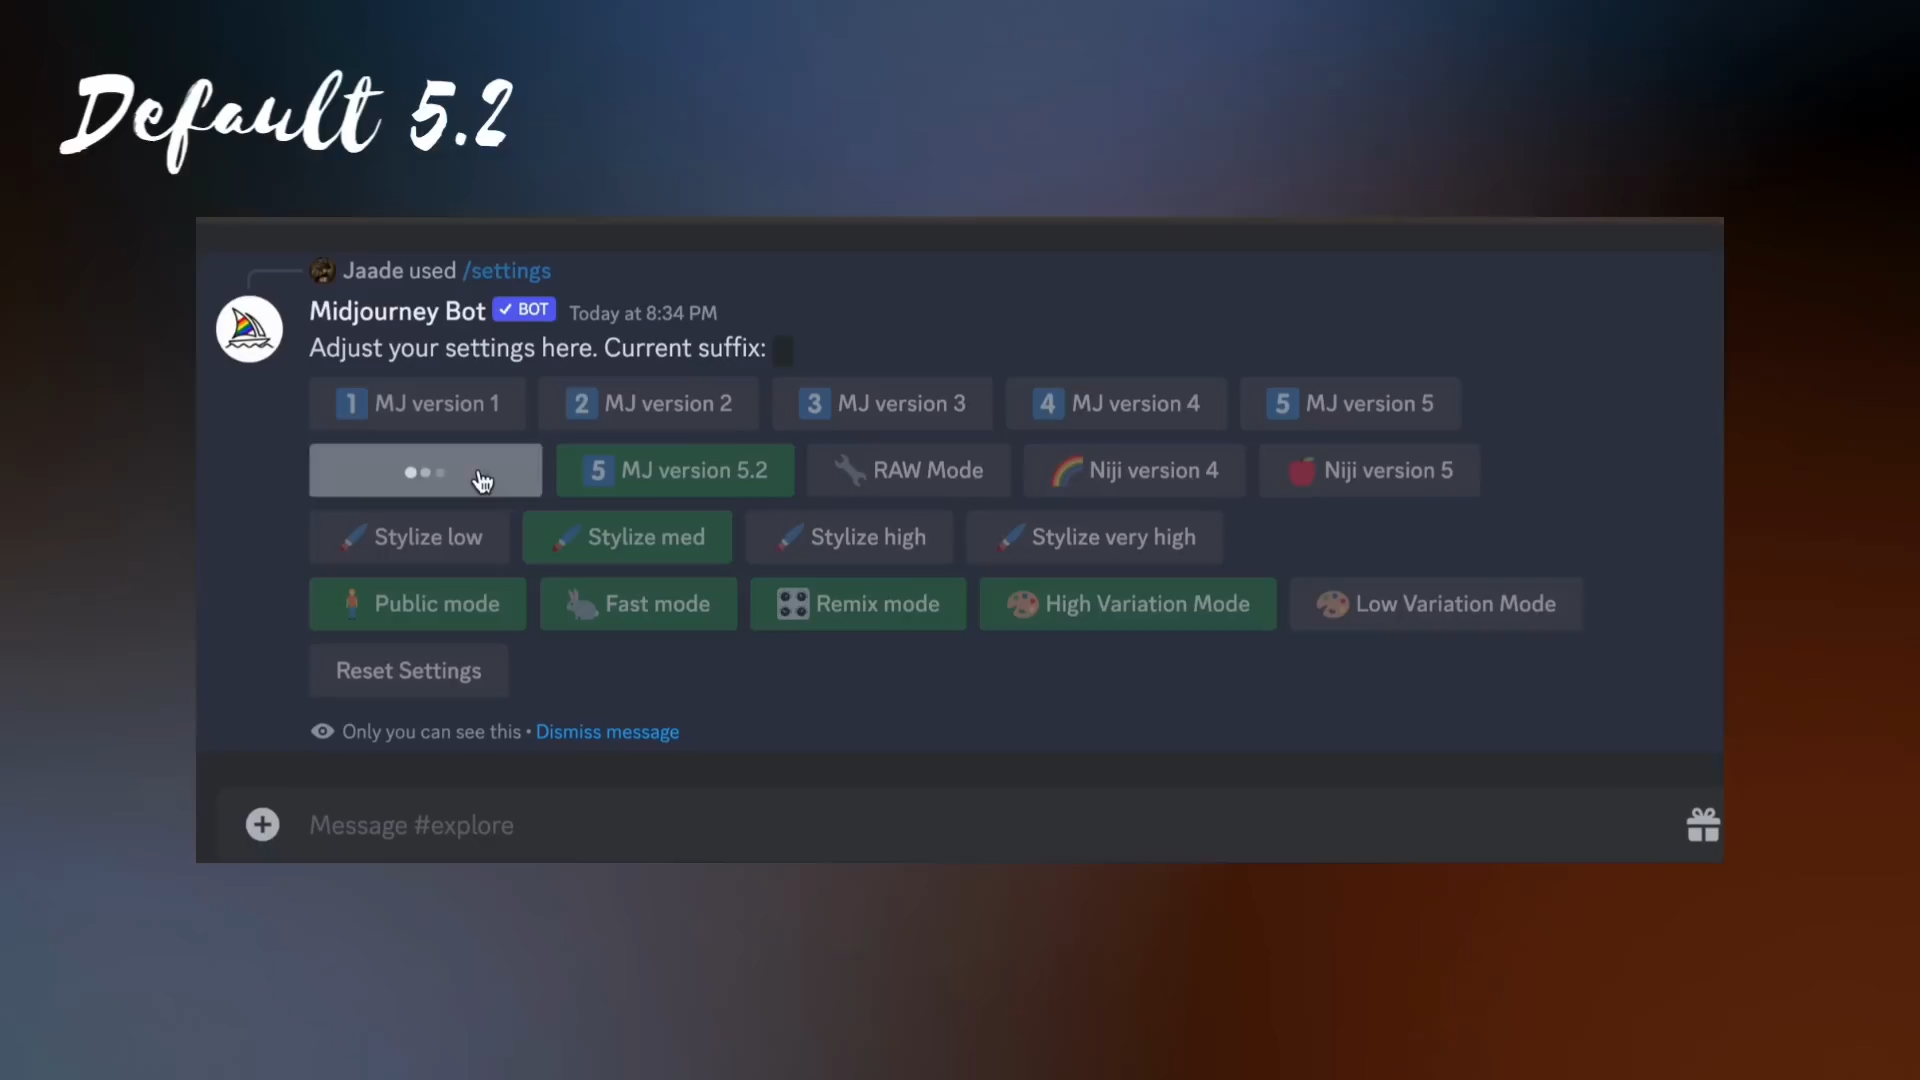 Default 5.2
Jaade used /settings
Midjourney Bot ✓ BOT Today at 8:34 PM
Adjust your settings here. Current suffix:
1 MJ version 1 2 MJ version 2 3 MJ version 3 4 MJ version 4 5 MJ version 5
5 MJ version 5.2 RAW Mode Niji version 4 Niji version 5
Stylize low Stylize med Stylize high Stylize very high
Public mode Fast mode Remix mode High Variation Mode Low Variation Mode
Reset Settings
Only you can see this • Dismiss message
Message #explore